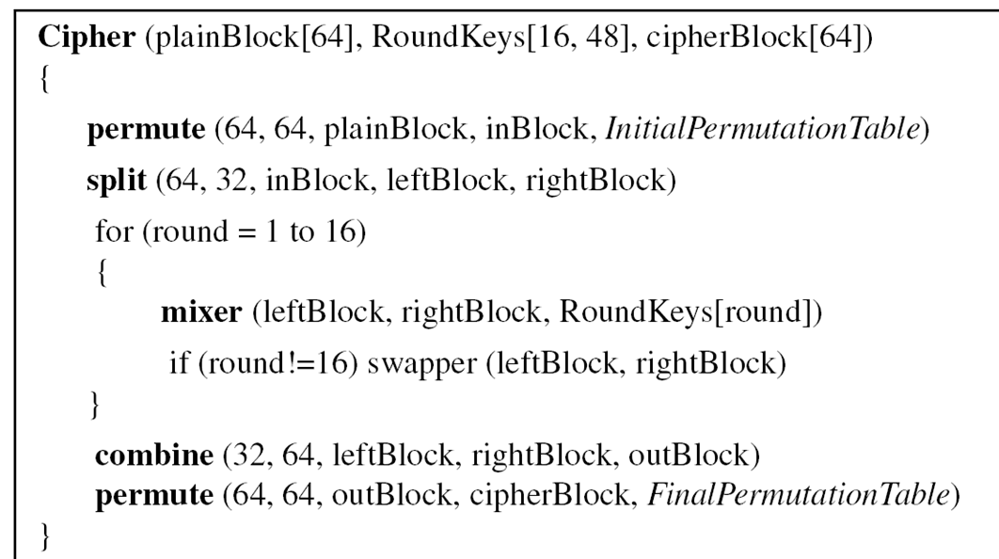 Cipher (plainBlock[64], RoundKeys[16, 48], cipherBlock[64])
{
permute (64, 64, plainBlock, inBlock, InitialPermutationTable)
split (64, 32, inBlock, leftBlock, rightBlock)
for (round = 1 to 16)
{
mixer (leftBlock, rightBlock, RoundKeys[round])
if (round!=16) swapper (leftBlock, rightBlock)
}
combine (32, 64, leftBlock, rightBlock, outBlock)
permute (64, 64, outBlock, cipherBlock, FinalPermutationTable)
}